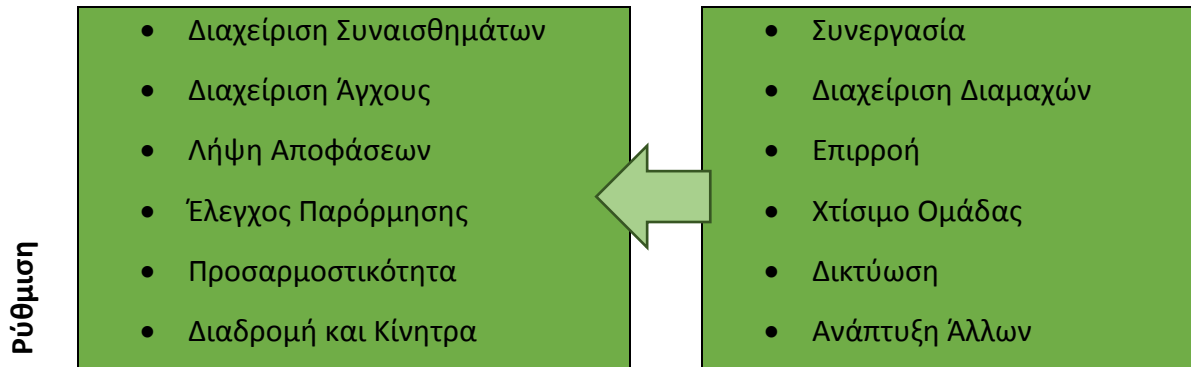 Ρύθμιση
• Διαχείριση Συναισθημάτων
• Διαχείριση Άγχους
• Λήψη Αποφάσεων
• Έλεγχος Παρόρμησης
• Προσαρμοστικότητα
• Διαδρομή και Κίνητρα
• Συνεργασία
• Διαχείριση Διαμαχών
• Επιρροή
• Χτίσιμο Ομάδας
• Δικτύωση
• Ανάπτυξη Άλλων